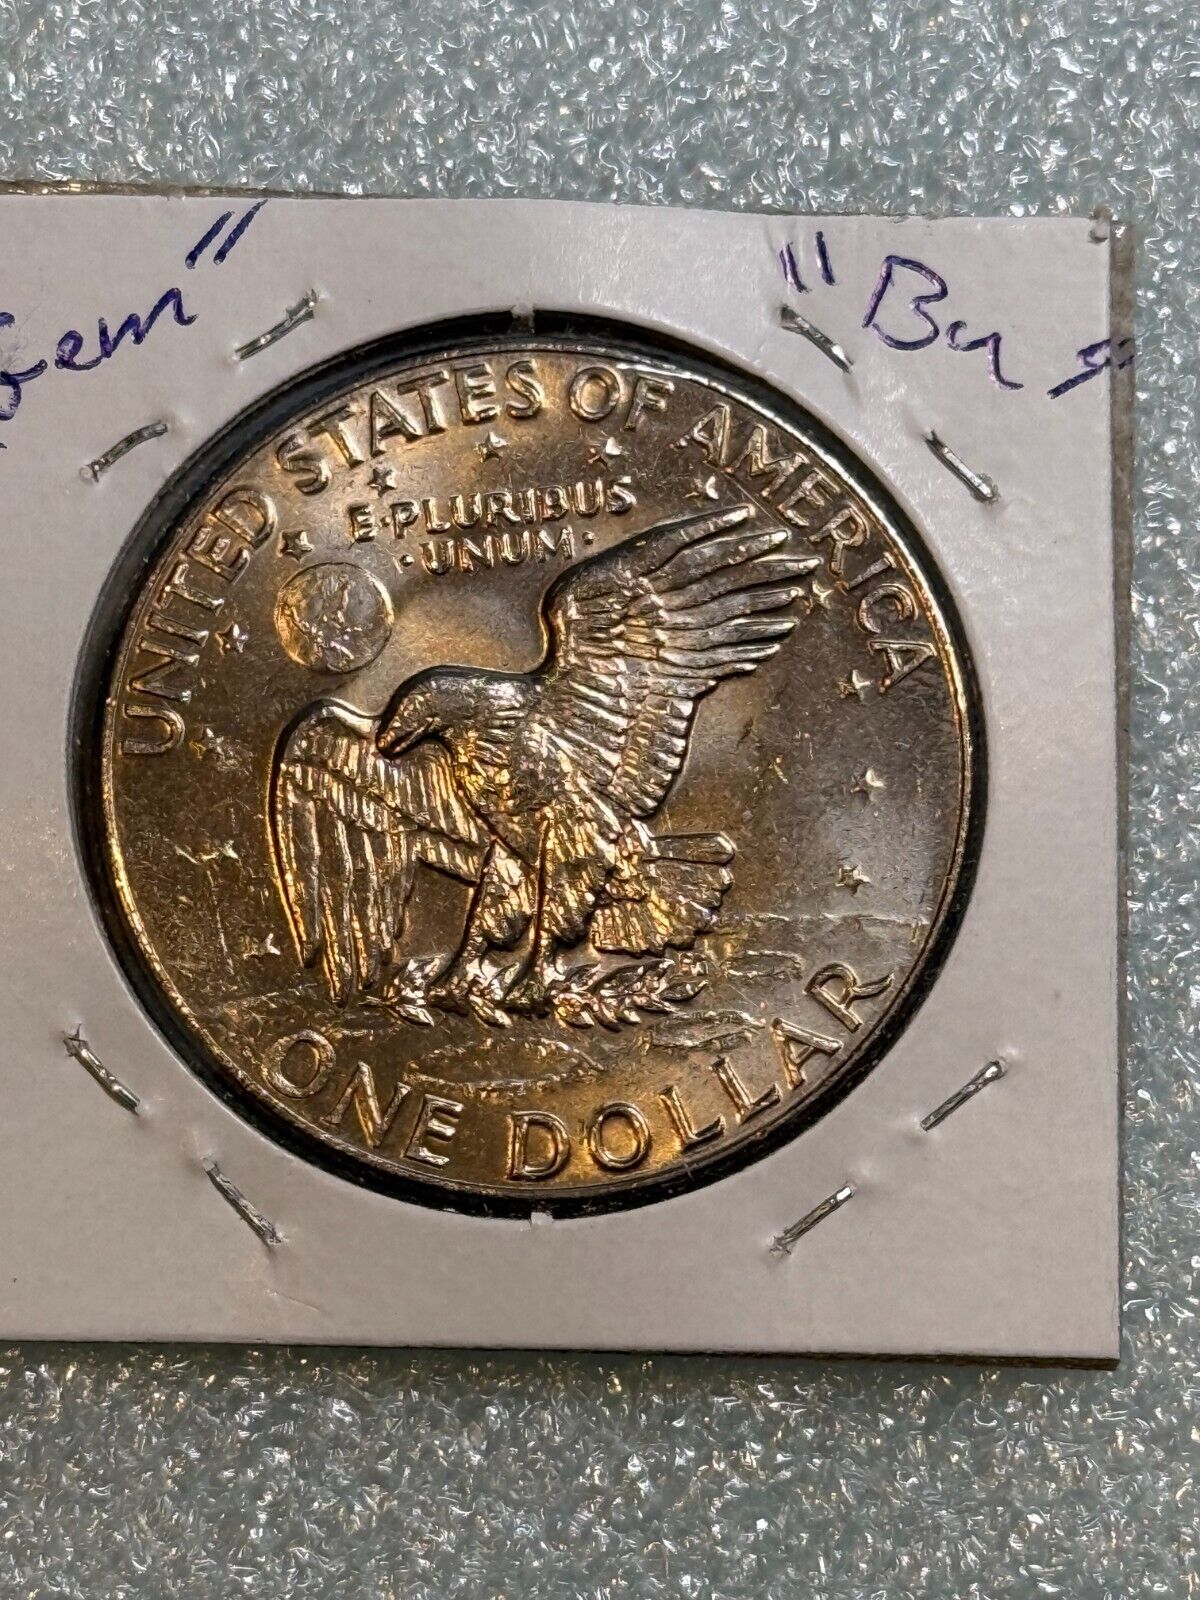 Gem"
"Bu"
UNITED STATES OF AMERICA
E·PLURIBUS
·UNUM·
ONE DOLLAR